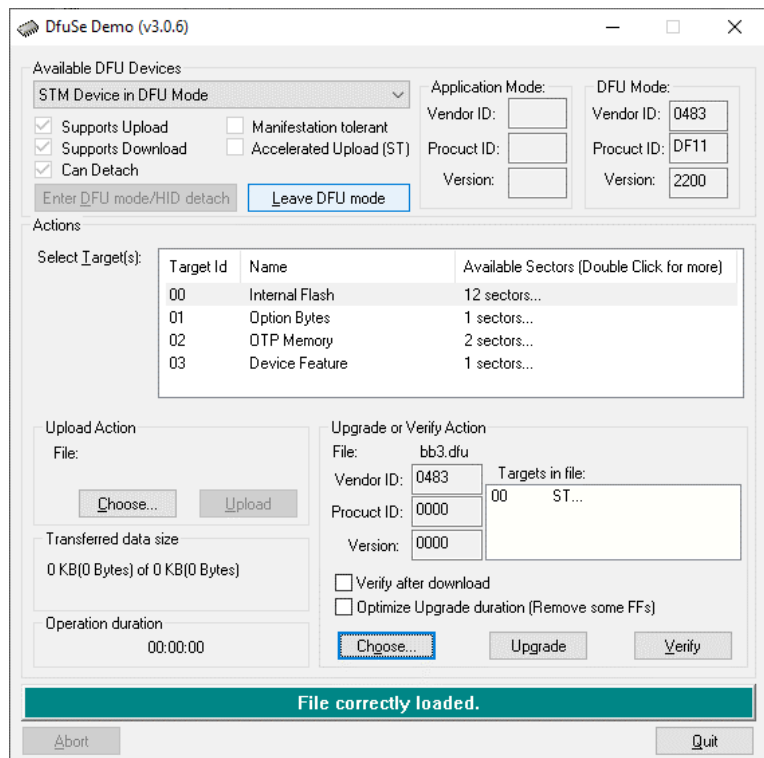 DfuSe Demo (v3.0.6)
Available DFU Devices
STM Device in DFU Mode
Supports Upload
Manifestation tolerant
Supports Download
Accelerated Upload (ST)
Can Detach
Enter DFU mode/HID detach
Leave DFU mode
Application Mode:
Vendor ID:
Procuct ID:
Version:
DFU Mode:
Vendor ID: 0483
Procuct ID: DF11
Version: 2200
Actions
Select Target(s):
Target Id Name Available Sectors (Double Click for more)
00 Internal Flash 12 sectors...
01 Option Bytes 1 sectors...
02 OTP Memory 2 sectors...
03 Device Feature 1 sectors...
Upload Action
File:
Choose... Upload
Transferred data size
0 KB(0 Bytes) of 0 KB(0 Bytes)
Operation duration
00:00:00
Upgrade or Verify Action
File: bb3.dfu
Vendor ID: 0483
Procuct ID: 0000
Version: 0000
Targets in file:
00 ST...
Verify after download
Optimize Upgrade duration (Remove some FFs)
Choose... Upgrade Verify
File correctly loaded.
Abort Quit